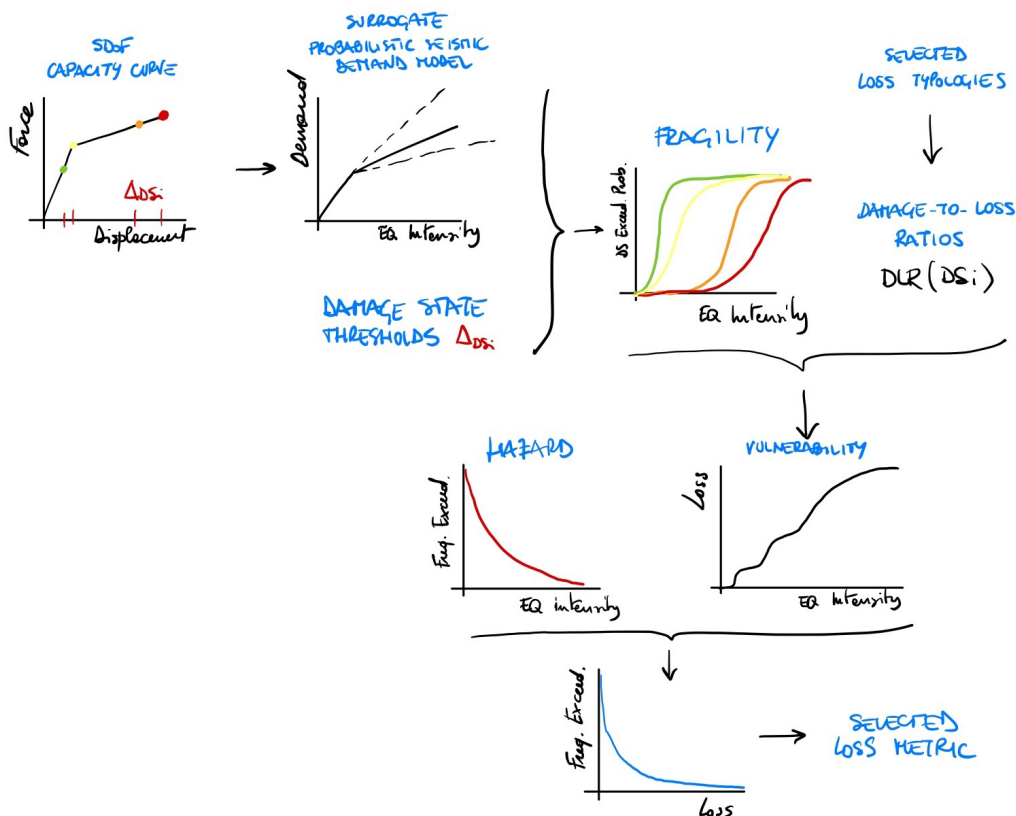 SDoF
CAPACITY CURVE
Force
ΔDSi
Displacement
SURROGATE
PROBABILISTIC SEISMIC
DEMAND MODEL
Demand
EQ Intensity
DAMAGE STATE
THRESHOLDS ΔDSi
FRAGILITY
DS Exceed. Prob.
EQ Intensity
SELECTED
LOSS TYPOLOGIES
DAMAGE-TO-LOSS
RATIOS
DLR (DSi)
HAZARD
Freq. Exceed.
EQ intensity
VULNERABILITY
Loss
EQ Intensity
Freq. Exceed.
Loss
SELECTED
LOSS METRIC